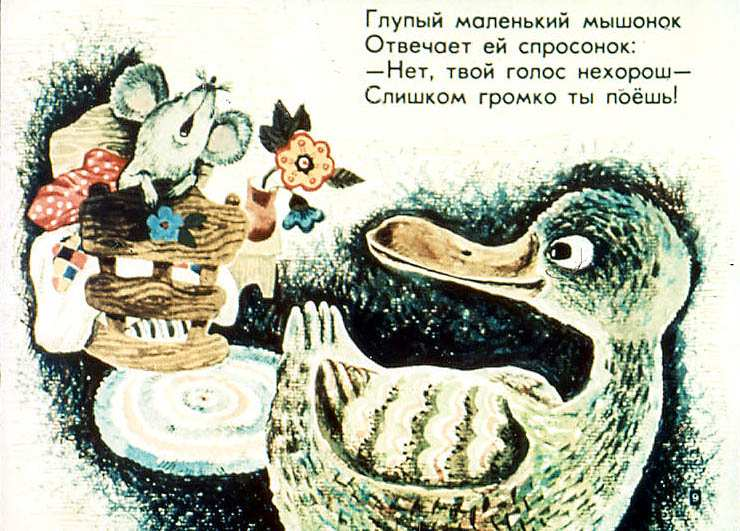 Глупый маленький мышонок
Отвечает ей спросонок:
—Нет, твой голос нехорош—
Слишком громко ты поёшь!
9